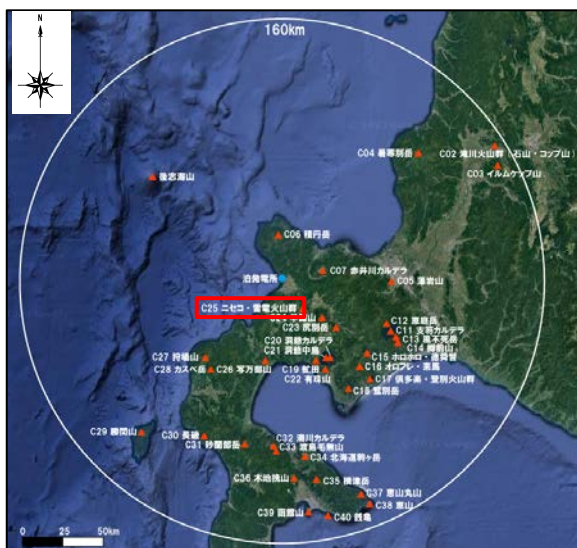 N
160km
C04 暑寒別岳
C02 滝川火山群(石山・コップ山)
C03 イルムケップ山
後志海山
C06 積丹岳
泊発電所
C07 赤井川カルデラ
C05 藻岩山
C25 ニセコ・雷電火山群
C23 尻別岳
C12 恵庭岳
C11 支笏カルデラ
C13 風不死岳
C14 樽前山
C20 洞爺カルデラ
C21 洞爺中島
C15 ホロホロ・徳舜瞥
C27 狩場山
C28 カスベ岳
C26 写万部山
C19 虻田
C22 有珠山
C16 オロフレ・来馬
C17 倶多楽・登別火山群
C18 鷲別岳
C29 勝澗山
C30 長磯
C31 砂蘭部岳
C32 濁川カルデラ
C33 渡島毛無山
C34 北海道駒ヶ岳
C36 木地挽山
C35 横津岳
C37 恵山丸山
C38 恵山
C39 函館山
C40 銭亀
0 25 50km